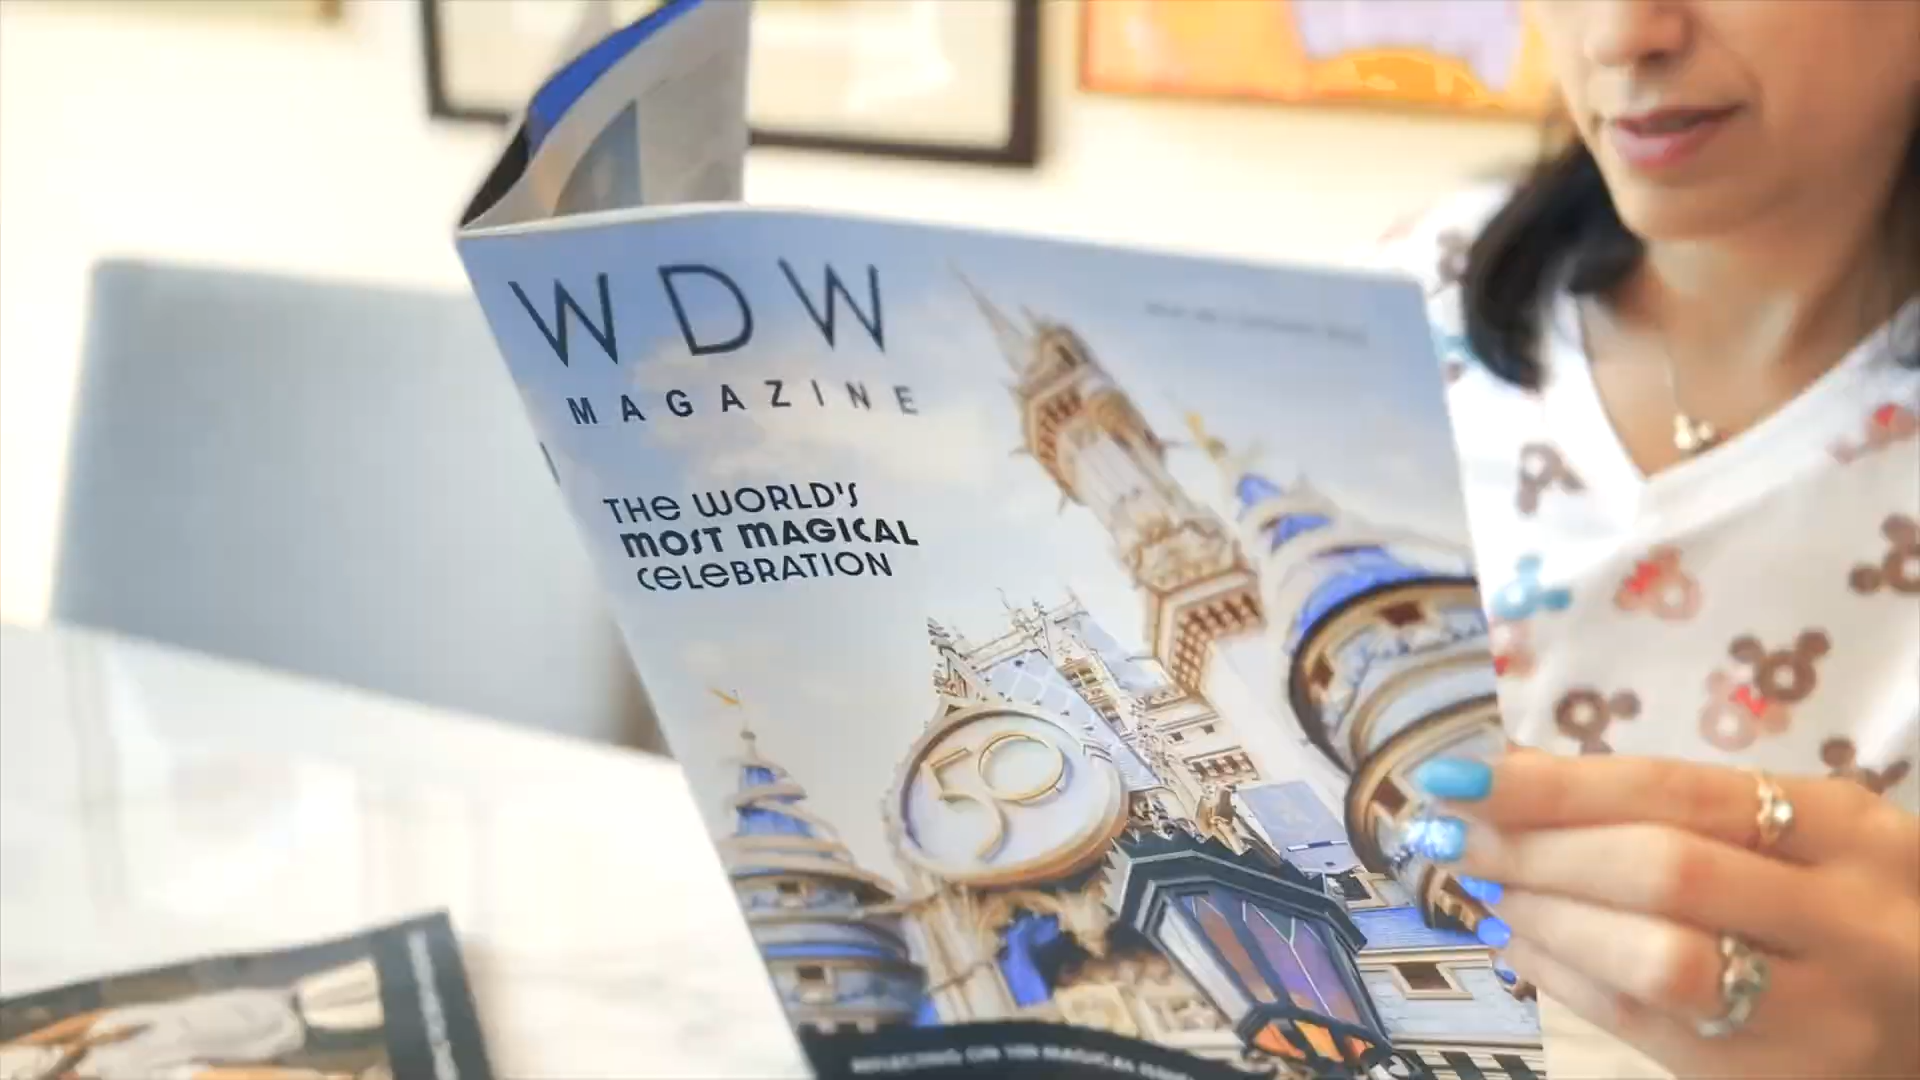 WDW
MAGAZINE
THE WORLD'S
MOST MAGICAL
CELEBRATION
50